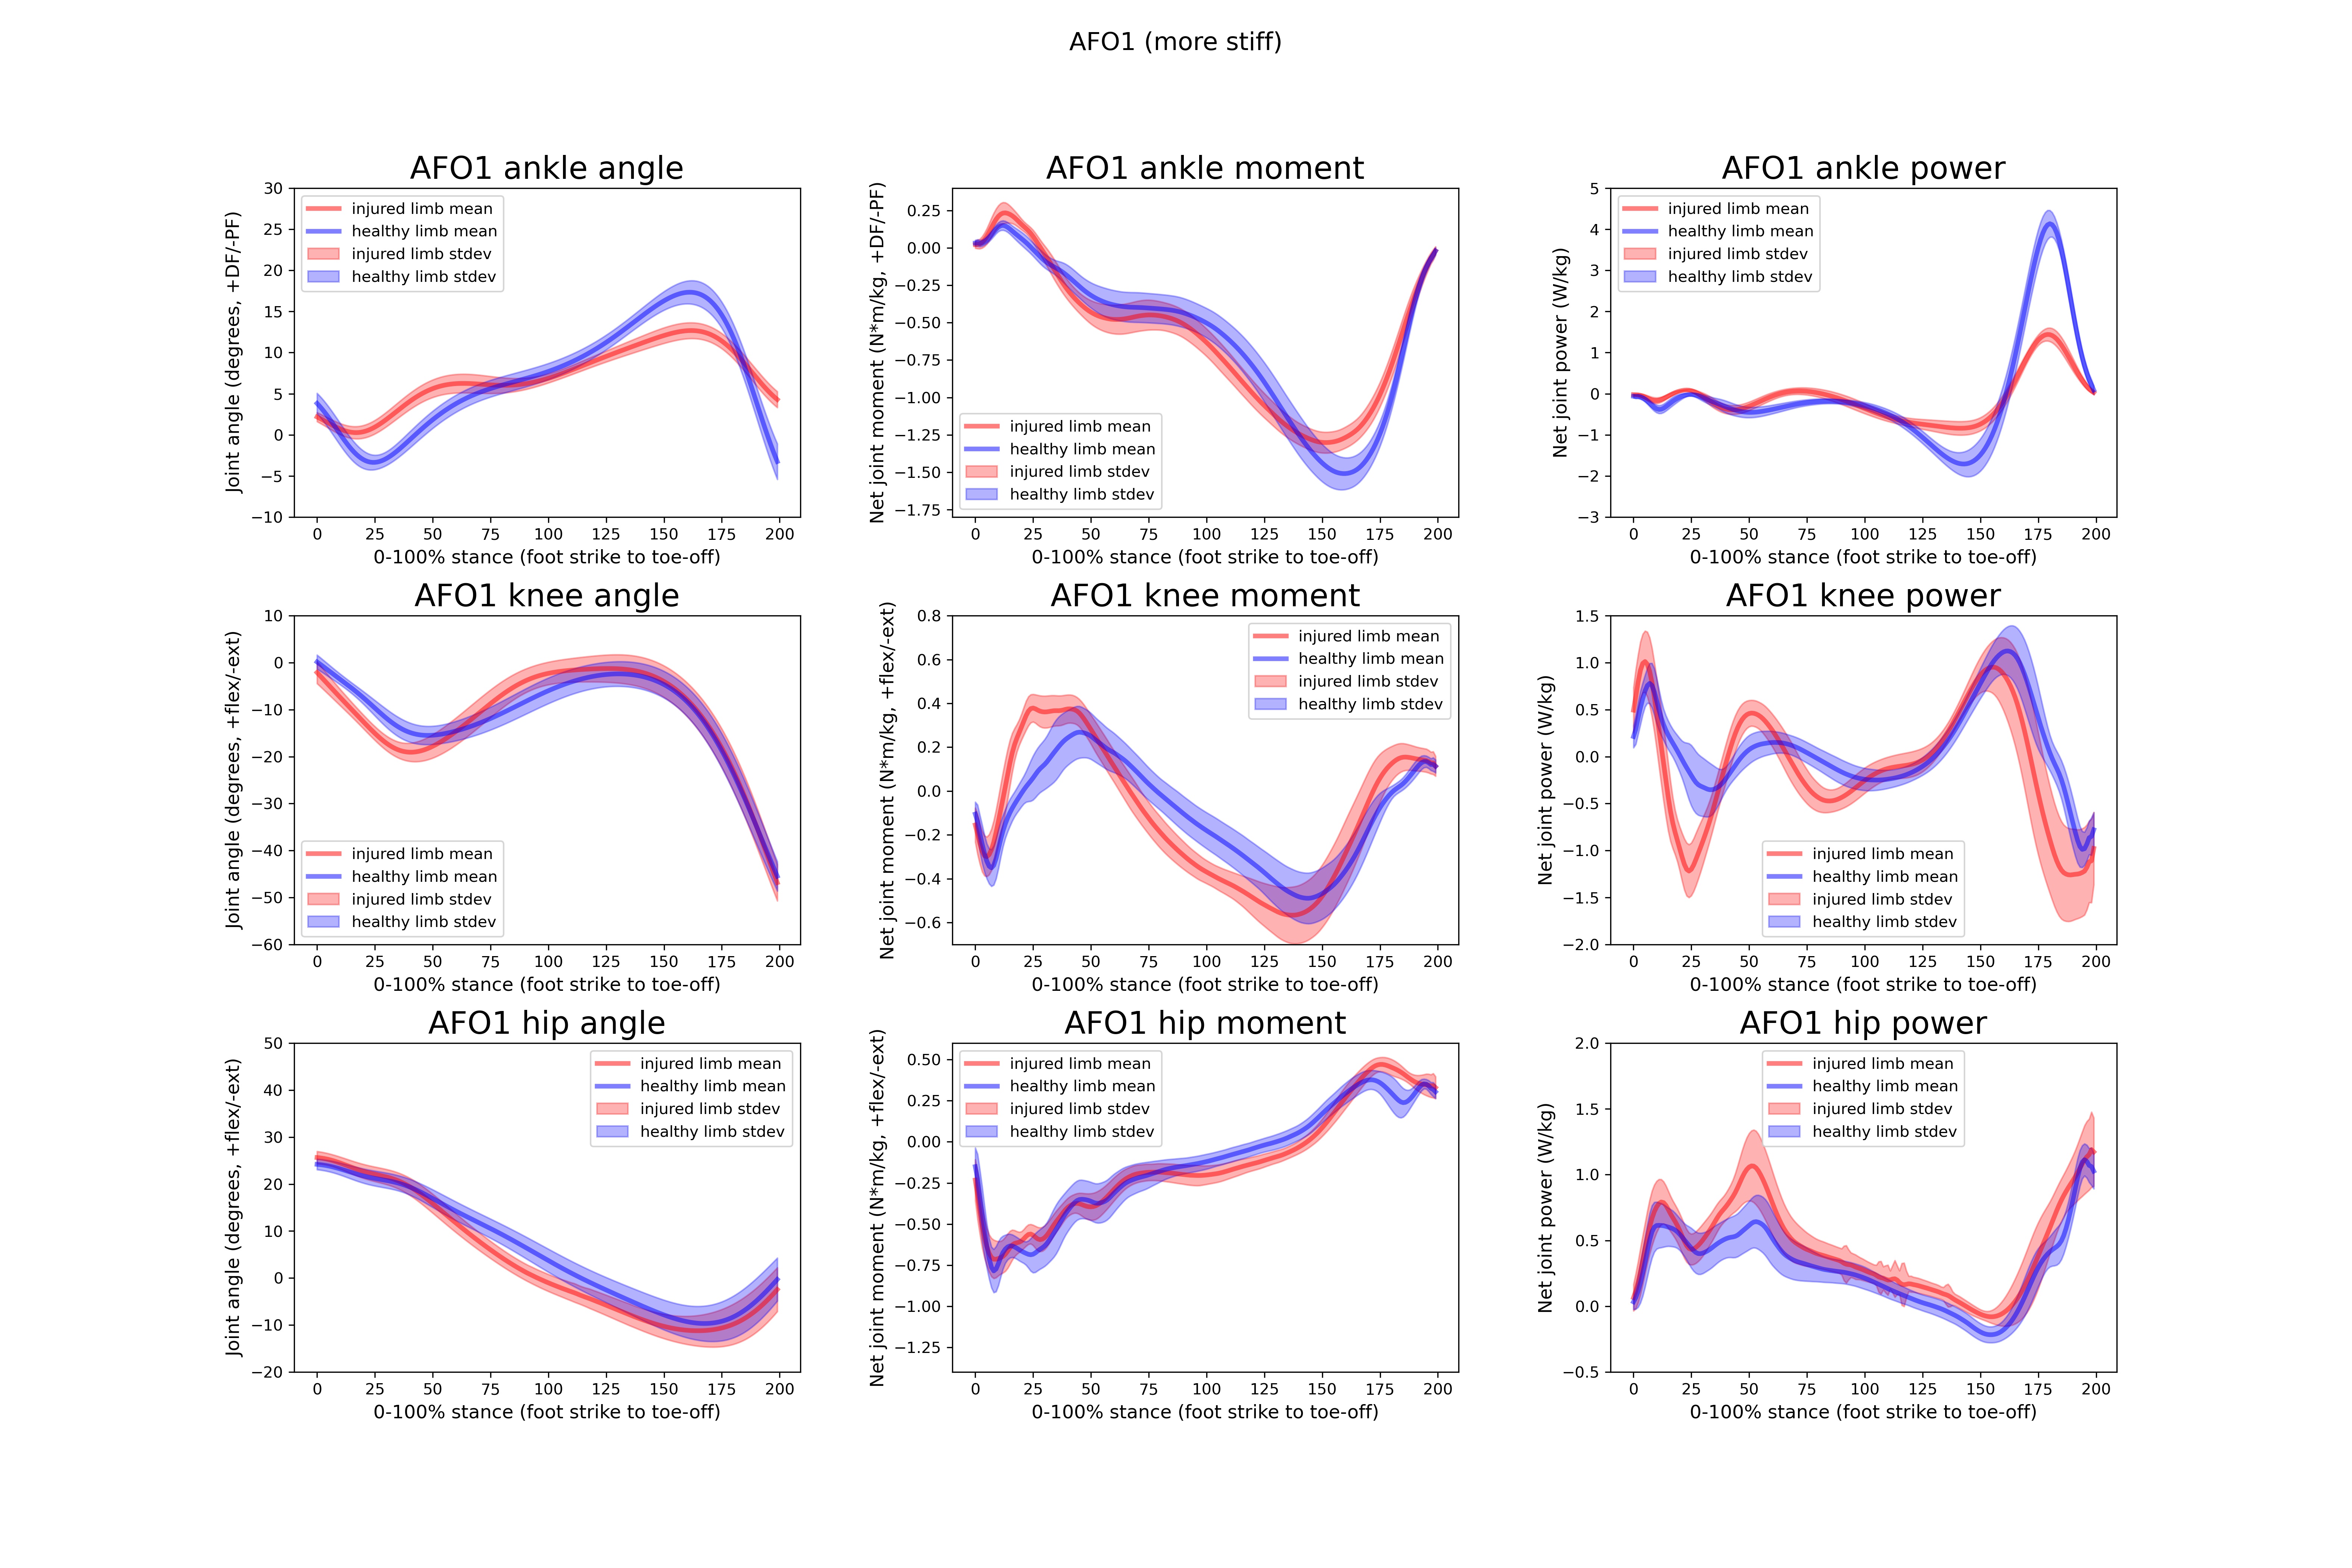 AFO1 (more stiff)
AFO1 ankle angle
Joint angle (degrees, +DF/-PF)
30
25
20
15
10
5
0
−5
−10
injured limb mean
healthy limb mean
injured limb stdev
healthy limb stdev
0 25 50 75 100 125 150 175 200
0-100% stance (foot strike to toe-off)
AFO1 ankle moment
Net joint moment (N*m/kg, +DF/-PF)
0.25
0.00
−0.25
−0.50
−0.75
−1.00
−1.25
−1.50
−1.75
injured limb mean
healthy limb mean
injured limb stdev
healthy limb stdev
0 25 50 75 100 125 150 175 200
0-100% stance (foot strike to toe-off)
AFO1 ankle power
Net joint power (W/kg)
5
4
3
2
1
0
−1
−2
−3
injured limb mean
healthy limb mean
injured limb stdev
healthy limb stdev
0 25 50 75 100 125 150 175 200
0-100% stance (foot strike to toe-off)
AFO1 knee angle
Joint angle (degrees, +flex/-ext)
10
0
−10
−20
−30
−40
−50
−60
injured limb mean
healthy limb mean
injured limb stdev
healthy limb stdev
0 25 50 75 100 125 150 175 200
0-100% stance (foot strike to toe-off)
AFO1 knee moment
Net joint moment (N*m/kg, +flex/-ext)
0.8
0.6
0.4
0.2
0.0
−0.2
−0.4
−0.6
injured limb mean
healthy limb mean
injured limb stdev
healthy limb stdev
0 25 50 75 100 125 150 175 200
0-100% stance (foot strike to toe-off)
AFO1 knee power
Net joint power (W/kg)
1.5
1.0
0.5
0.0
−0.5
−1.0
−1.5
−2.0
injured limb mean
healthy limb mean
injured limb stdev
healthy limb stdev
0 25 50 75 100 125 150 175 200
0-100% stance (foot strike to toe-off)
AFO1 hip angle
Joint angle (degrees, +flex/-ext)
50
40
30
20
10
0
−10
−20
injured limb mean
healthy limb mean
injured limb stdev
healthy limb stdev
0 25 50 75 100 125 150 175 200
0-100% stance (foot strike to toe-off)
AFO1 hip moment
Net joint moment (N*m/kg, +flex/-ext)
0.50
0.25
0.00
−0.25
−0.50
−0.75
−1.00
−1.25
injured limb mean
healthy limb mean
injured limb stdev
healthy limb stdev
0 25 50 75 100 125 150 175 200
0-100% stance (foot strike to toe-off)
AFO1 hip power
Net joint power (W/kg)
2.0
1.5
1.0
0.5
0.0
−0.5
injured limb mean
healthy limb mean
injured limb stdev
healthy limb stdev
0 25 50 75 100 125 150 175 200
0-100% stance (foot strike to toe-off)